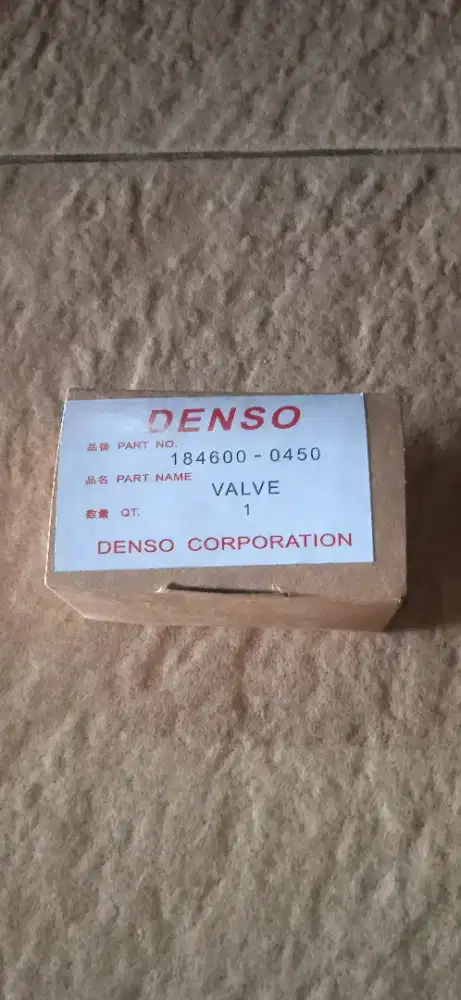 DENSO
品番 PART NO.
184600-0450
品名 PART NAME
VALVE
数量 QT.
1
DENSO CORPORATION